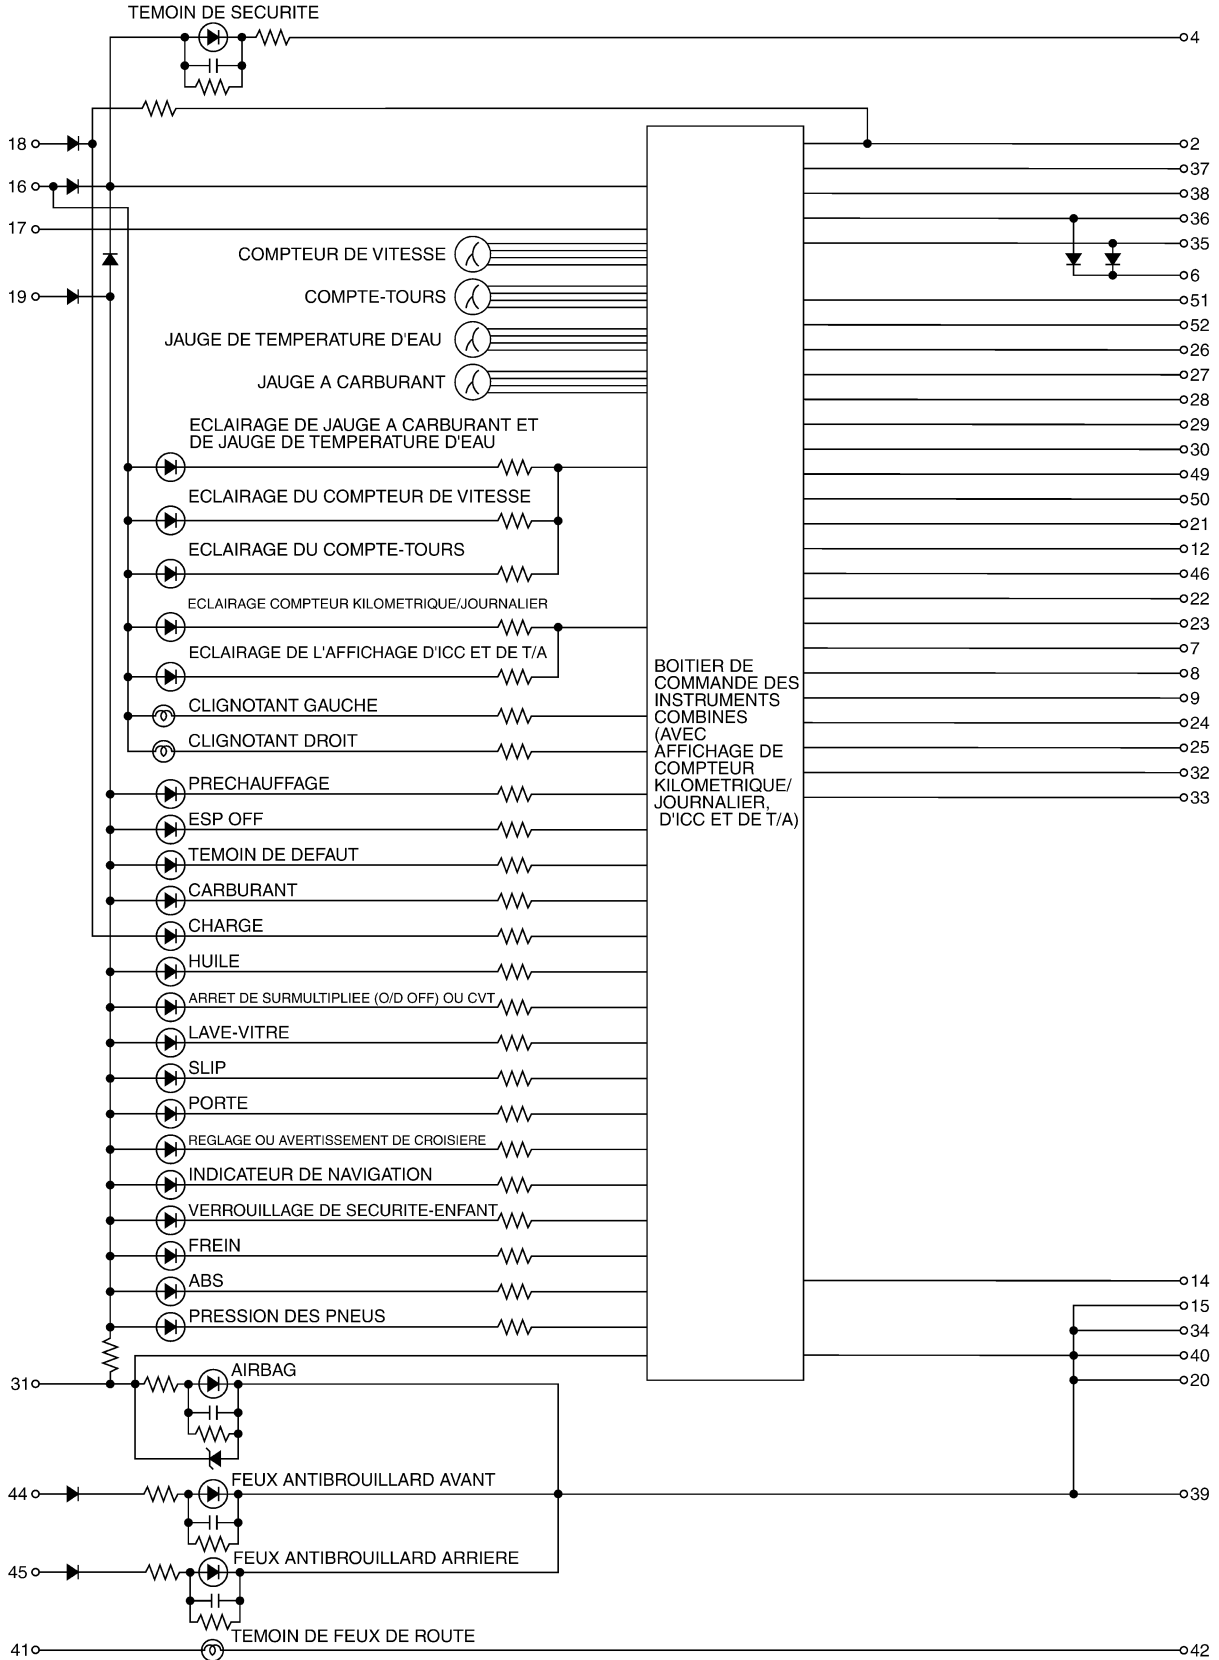 TEMOIN DE SECURITE
4
18
2
37
16
38
36
17
35
COMPTEUR DE VITESSE
6
19
COMPTE-TOURS
51
52
JAUGE DE TEMPERATURE D'EAU
26
27
JAUGE A CARBURANT
28
ECLAIRAGE DE JAUGE A CARBURANT ET
DE JAUGE DE TEMPERATURE D'EAU
29
30
49
ECLAIRAGE DU COMPTEUR DE VITESSE
50
21
ECLAIRAGE DU COMPTE-TOURS
12
46
ECLAIRAGE COMPTEUR KILOMETRIQUE/JOURNALIER
22
23
ECLAIRAGE DE L'AFFICHAGE D'ICC ET DE T/A
7
BOITIER DE
COMMANDE DES
INSTRUMENTS
COMBINES
(AVEC
AFFICHAGE DE
COMPTEUR
KILOMETRIQUE/
JOURNALIER,
D'ICC ET DE T/A)
8
9
CLIGNOTANT GAUCHE
24
CLIGNOTANT DROIT
25
32
PRECHAUFFAGE
33
ESP OFF
TEMOIN DE DEFAUT
CARBURANT
CHARGE
HUILE
ARRET DE SURMULTIPLIEE (O/D OFF) OU CVT
LAVE-VITRE
SLIP
PORTE
REGLAGE OU AVERTISSEMENT DE CROISIERE
INDICATEUR DE NAVIGATION
VERROUILLAGE DE SECURITE-ENFANT
FREIN
ABS
14
15
PRESSION DES PNEUS
34
40
AIRBAG
31
20
FEUX ANTIBROUILLARD AVANT
44
39
FEUX ANTIBROUILLARD ARRIERE
45
TEMOIN DE FEUX DE ROUTE
41
42